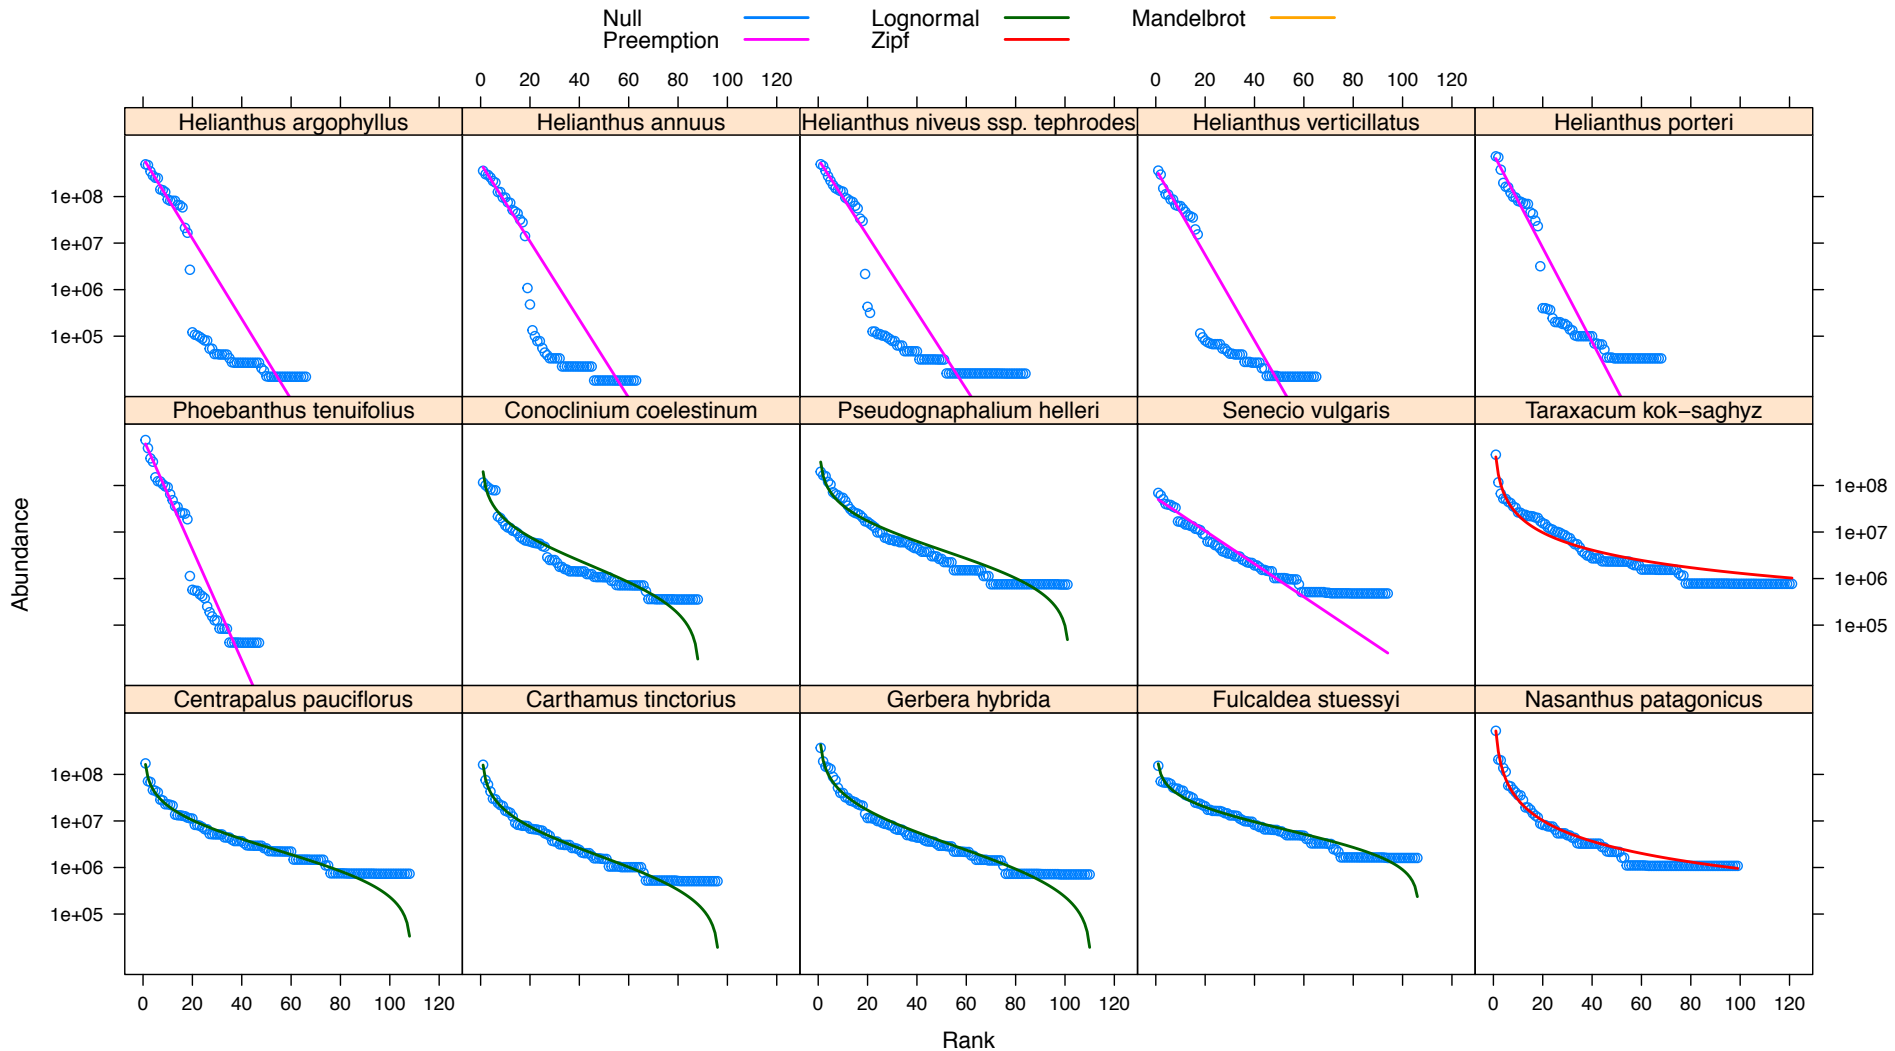 Null Lognormal Mandelbrot
Preemption Zipf
0 20 40 60 80 100 120 0 20 40 60 80 100 120
Helianthus argophyllus Helianthus annuus Helianthus niveus ssp. tephrodes Helianthus verticillatus Helianthus porteri
1e+08
1e+07
1e+06
1e+05
Phoebanthus tenuifolius Conoclinium coelestinum Pseudognaphalium helleri Senecio vulgaris Taraxacum kok−saghyz
1e+08
1e+07
1e+06
1e+05
Abundance
Centrapalus pauciflorus Carthamus tinctorius Gerbera hybrida Fulcaldea stuessyi Nasanthus patagonicus
1e+08
1e+07
1e+06
1e+05
0 20 40 60 80 100 120 0 20 40 60 80 100 120 0 20 40 60 80 100 120
Rank